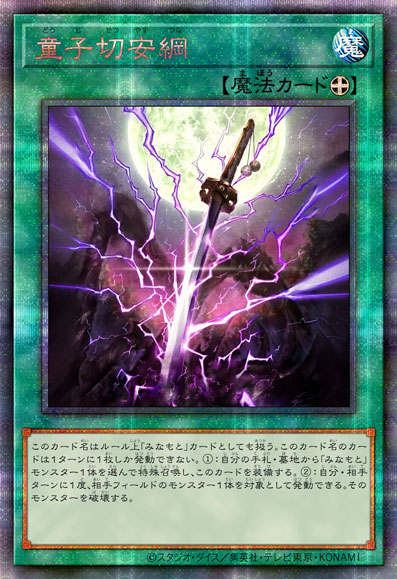 童子切安綱
魔
【魔法カード】
このカード名はルール上「みなもと」カードとしても扱う。このカード名のカー
ドは1ターンに1枚しか発動できない。①：自分の手札・墓地から「みなもと」
モンスター1体を選んで特殊召喚し、このカードを装備する。②：自分・相手
ターンに1度、相手フィールドのモンスター1体を対象として発動できる。その
モンスターを破壊する。
©スタジオ・ダイス／集英社・テレビ東京・KONAMI